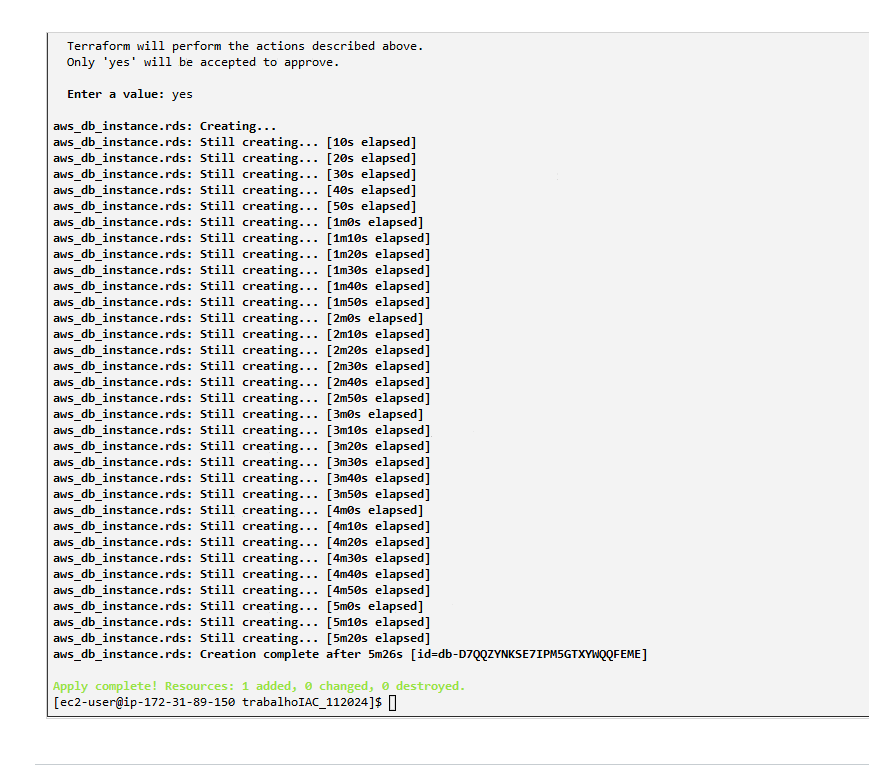 Terraform will perform the actions described above.
Only 'yes' will be accepted to approve.
Enter a value: yes
aws_db_instance.rds: Creating...
aws_db_instance.rds: Still creating... [10s elapsed]
aws_db_instance.rds: Still creating... [20s elapsed]
aws_db_instance.rds: Still creating... [30s elapsed]
aws_db_instance.rds: Still creating... [40s elapsed]
aws_db_instance.rds: Still creating... [50s elapsed]
aws_db_instance.rds: Still creating... [1m0s elapsed]
aws_db_instance.rds: Still creating... [1m10s elapsed]
aws_db_instance.rds: Still creating... [1m20s elapsed]
aws_db_instance.rds: Still creating... [1m30s elapsed]
aws_db_instance.rds: Still creating... [1m40s elapsed]
aws_db_instance.rds: Still creating... [1m50s elapsed]
aws_db_instance.rds: Still creating... [2m0s elapsed]
aws_db_instance.rds: Still creating... [2m10s elapsed]
aws_db_instance.rds: Still creating... [2m20s elapsed]
aws_db_instance.rds: Still creating... [2m30s elapsed]
aws_db_instance.rds: Still creating... [2m40s elapsed]
aws_db_instance.rds: Still creating... [2m50s elapsed]
aws_db_instance.rds: Still creating... [3m0s elapsed]
aws_db_instance.rds: Still creating... [3m10s elapsed]
aws_db_instance.rds: Still creating... [3m20s elapsed]
aws_db_instance.rds: Still creating... [3m30s elapsed]
aws_db_instance.rds: Still creating... [3m40s elapsed]
aws_db_instance.rds: Still creating... [3m50s elapsed]
aws_db_instance.rds: Still creating... [4m0s elapsed]
aws_db_instance.rds: Still creating... [4m10s elapsed]
aws_db_instance.rds: Still creating... [4m20s elapsed]
aws_db_instance.rds: Still creating... [4m30s elapsed]
aws_db_instance.rds: Still creating... [4m40s elapsed]
aws_db_instance.rds: Still creating... [4m50s elapsed]
aws_db_instance.rds: Still creating... [5m0s elapsed]
aws_db_instance.rds: Still creating... [5m10s elapsed]
aws_db_instance.rds: Still creating... [5m20s elapsed]
aws_db_instance.rds: Creation complete after 5m26s [id=db-D7QQZYNKSE7IPM5GTXYWQQFEME]
Apply complete! Resources: 1 added, 0 changed, 0 destroyed.
[ec2-user@ip-172-31-89-150 trabalhoIAC_112024]$